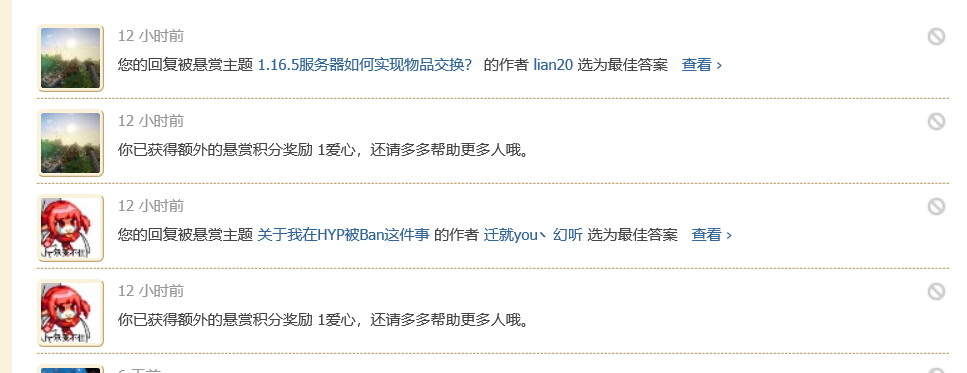 12 小时前
您的回复被悬赏主题 1.16.5服务器如何实现物品交换? 的作者 lian20 选为最佳答案 查看 ›
12 小时前
你已获得额外的悬赏积分奖励 1爱心，还请多多帮助更多人哦。
12 小时前
您的回复被悬赏主题 关于我在HYP被Ban这件事 的作者 迁就you丶幻听 选为最佳答案 查看 ›
12 小时前
你已获得额外的悬赏积分奖励 1爱心，还请多多帮助更多人哦。